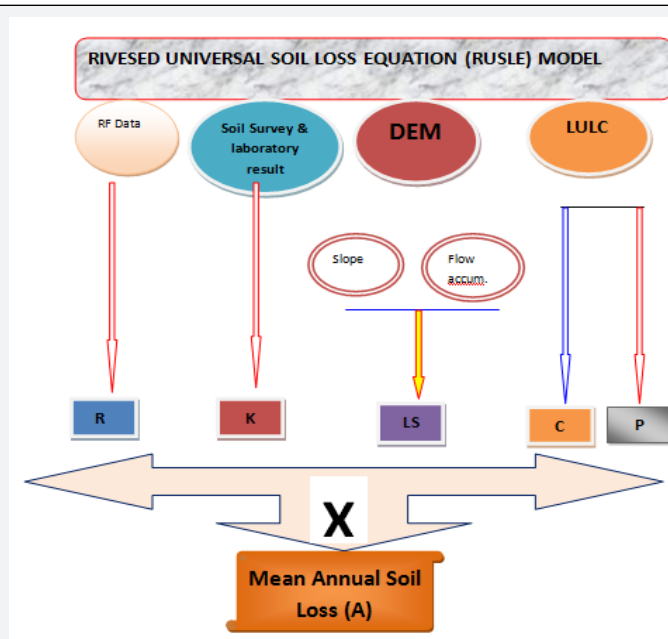 RIVESED UNIVERSAL SOIL LOSS EQUATION (RUSLE) MODEL
RF Data
Soil Survey &
laboratory
result
DEM
LULC
Slope
Flow
accum.
R
K
LS
C
P
X
Mean Annual Soil
Loss (A)